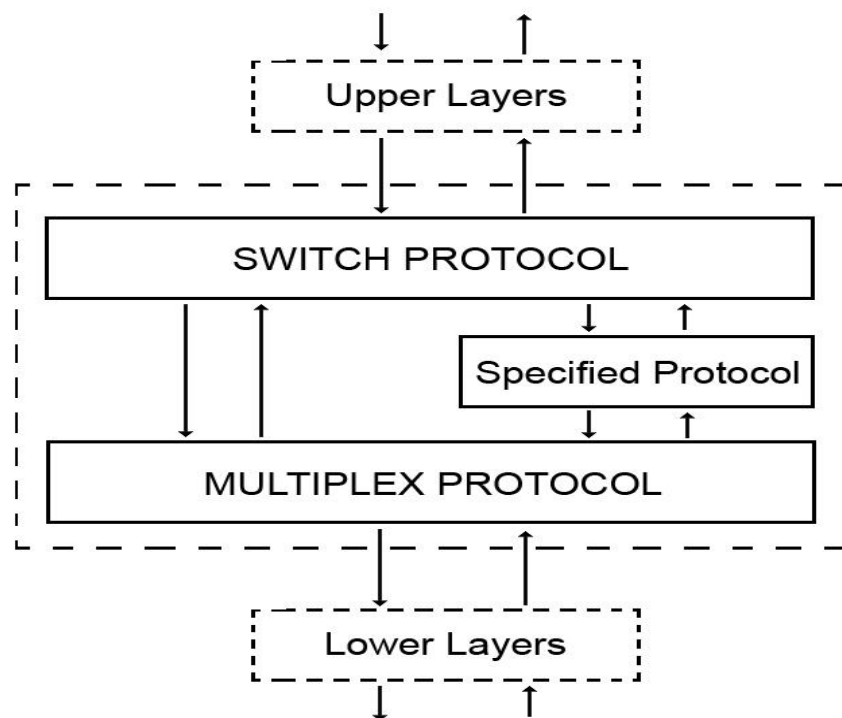 Upper Layers
SWITCH PROTOCOL
Specified Protocol
MULTIPLEX PROTOCOL
Lower Layers